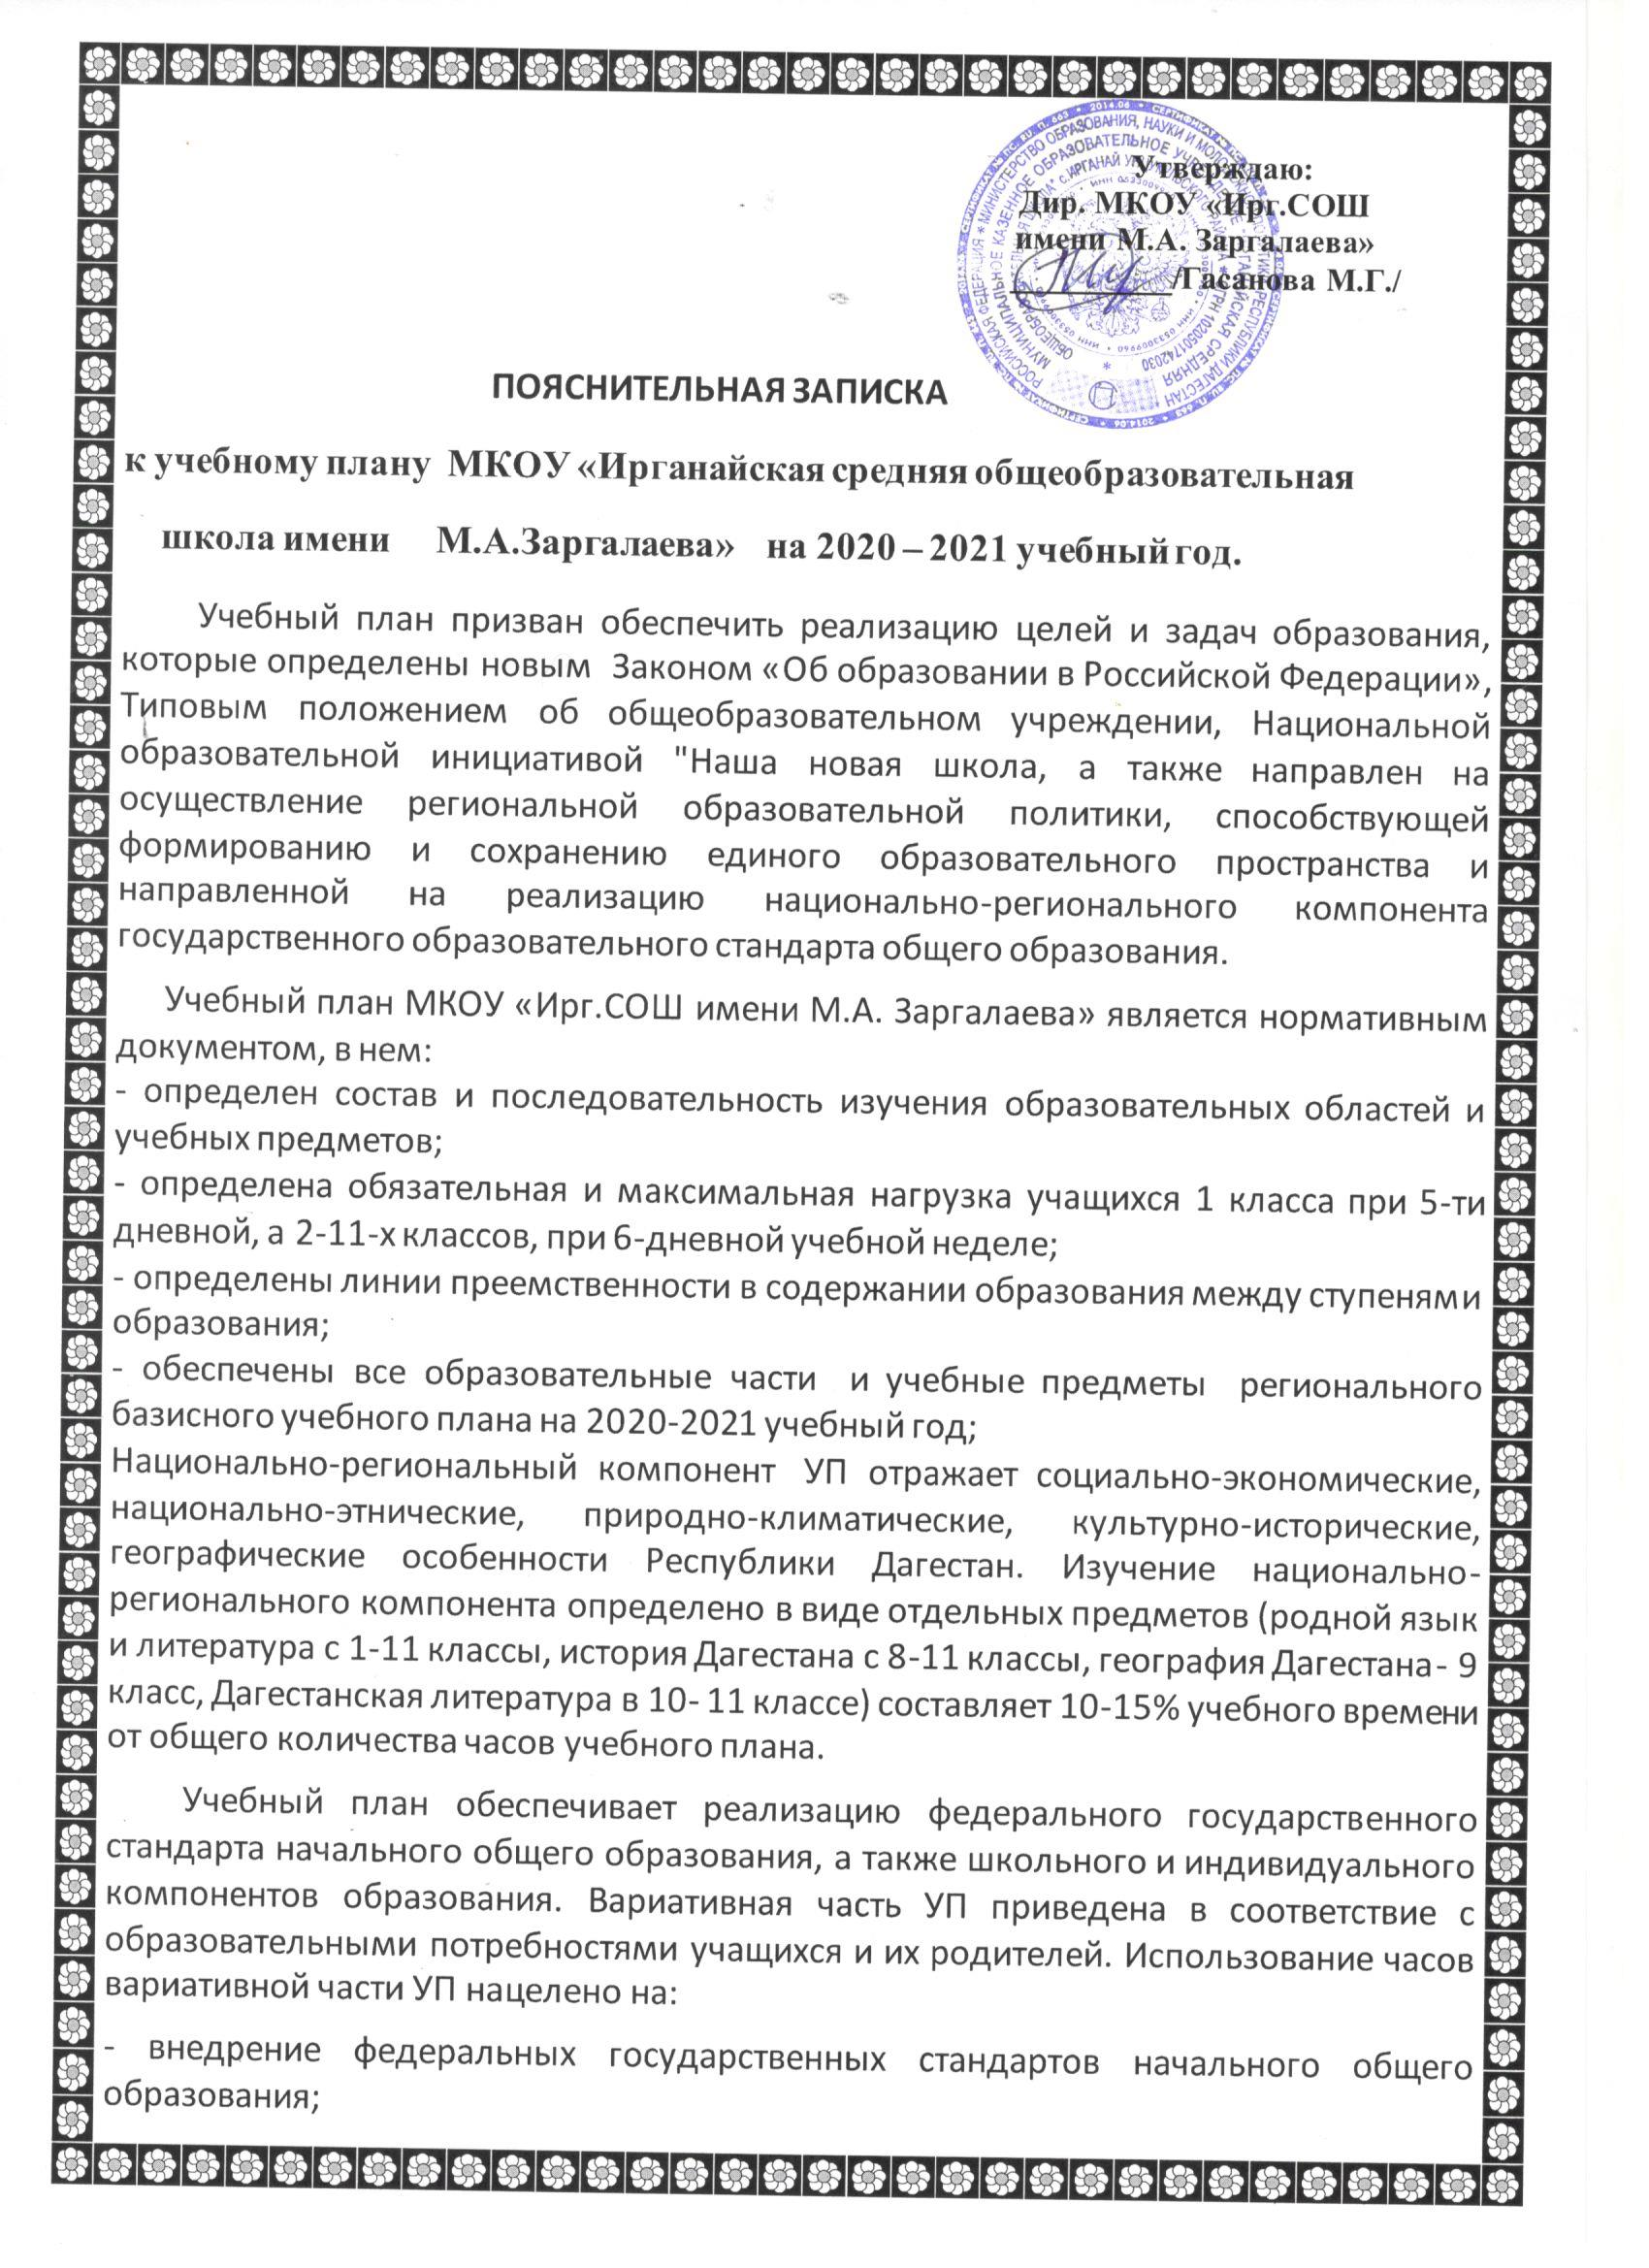 Утверждаю:
Дир. МКОУ «Ирг.СОШ
имени М.А. Заргалаева»
/Гасанова М.Г./
ПОЯСНИТЕЛЬНАЯ ЗАПИСКА
к учебному плану МКОУ «Ирганайская средняя общеобразовательная
школа имени М.А.Заргалаева» на 2020 – 2021 учебный год.
Учебный план призван обеспечить реализацию целей и задач образования,
которые определены новым Законом «Об образовании в Российской Федерации»,
Типовым положением об общеобразовательном учреждении, Национальной
образовательной инициативой "Наша новая школа, а также направлен на
осуществление региональной образовательной политики, способствующей
формированию и сохранению единого образовательного пространства и
направленной на реализацию национально-регионального компонента
государственного образовательного стандарта общего образования.
Учебный план МКОУ «Ирг.СОШ имени М.А. Заргалаева» является нормативным
документом, в нем:
- определен состав и последовательность изучения образовательных областей и
учебных предметов;
- определена обязательная и максимальная нагрузка учащихся 1 класса при 5-ти
дневной, а 2-11-х классов, при 6-дневной учебной неделе;
- определены линии преемственности в содержании образования между ступенями
образования;
- обеспечены все образовательные части и учебные предметы регионального
базисного учебного плана на 2020-2021 учебный год;
Национально-региональный компонент УП отражает социально-экономические,
национально-этнические, природно-климатические, культурно-исторические,
географические особенности Республики Дагестан. Изучение национально-
регионального компонента определено в виде отдельных предметов (родной язык
и литература с 1-11 классы, история Дагестана с 8-11 классы, география Дагестана- 9
класс, Дагестанская литература в 10- 11 классе) составляет 10-15% учебного времени
от общего количества часов учебного плана.
Учебный план обеспечивает реализацию федерального государственного
стандарта начального общего образования, а также школьного и индивидуального
компонентов образования. Вариативная часть УП приведена в соответствие с
образовательными потребностями учащихся и их родителей. Использование часов
вариативной части УП нацелено на:
- внедрение федеральных государственных стандартов начального общего
образования;